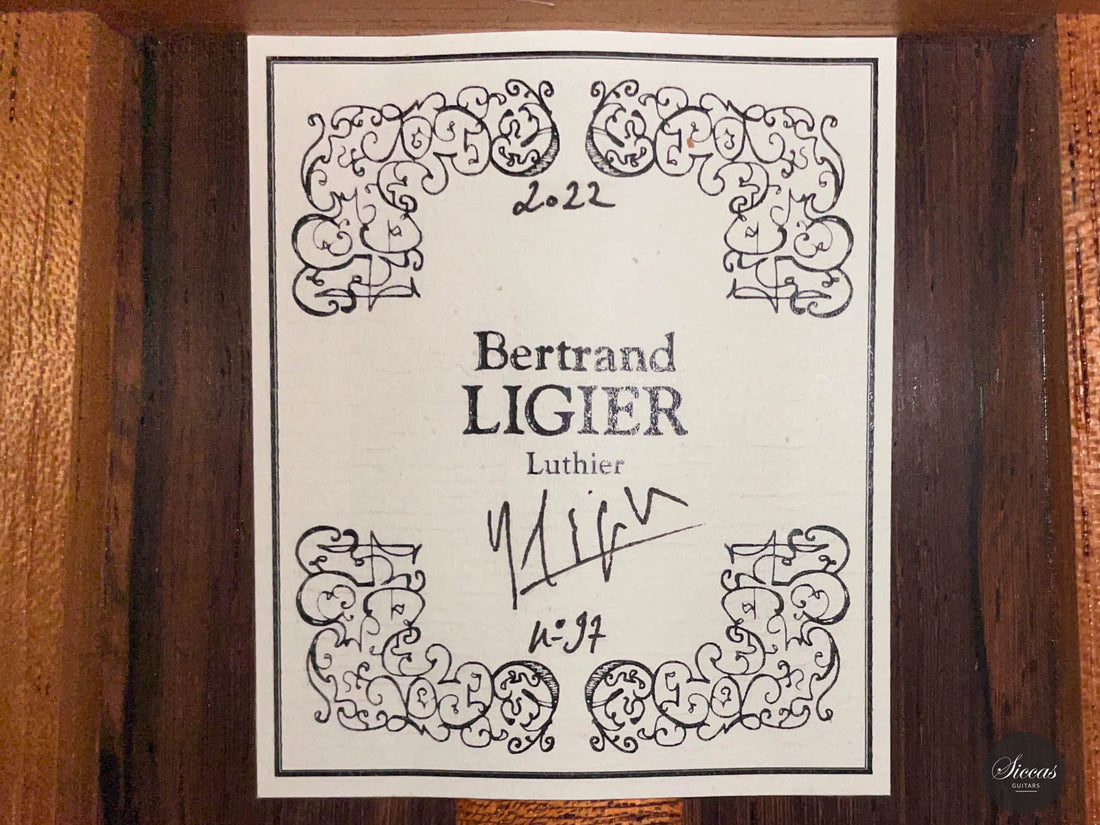 2022
Bertrand
LIGIER
Luthier
n° 97
Siccas
GUITARS